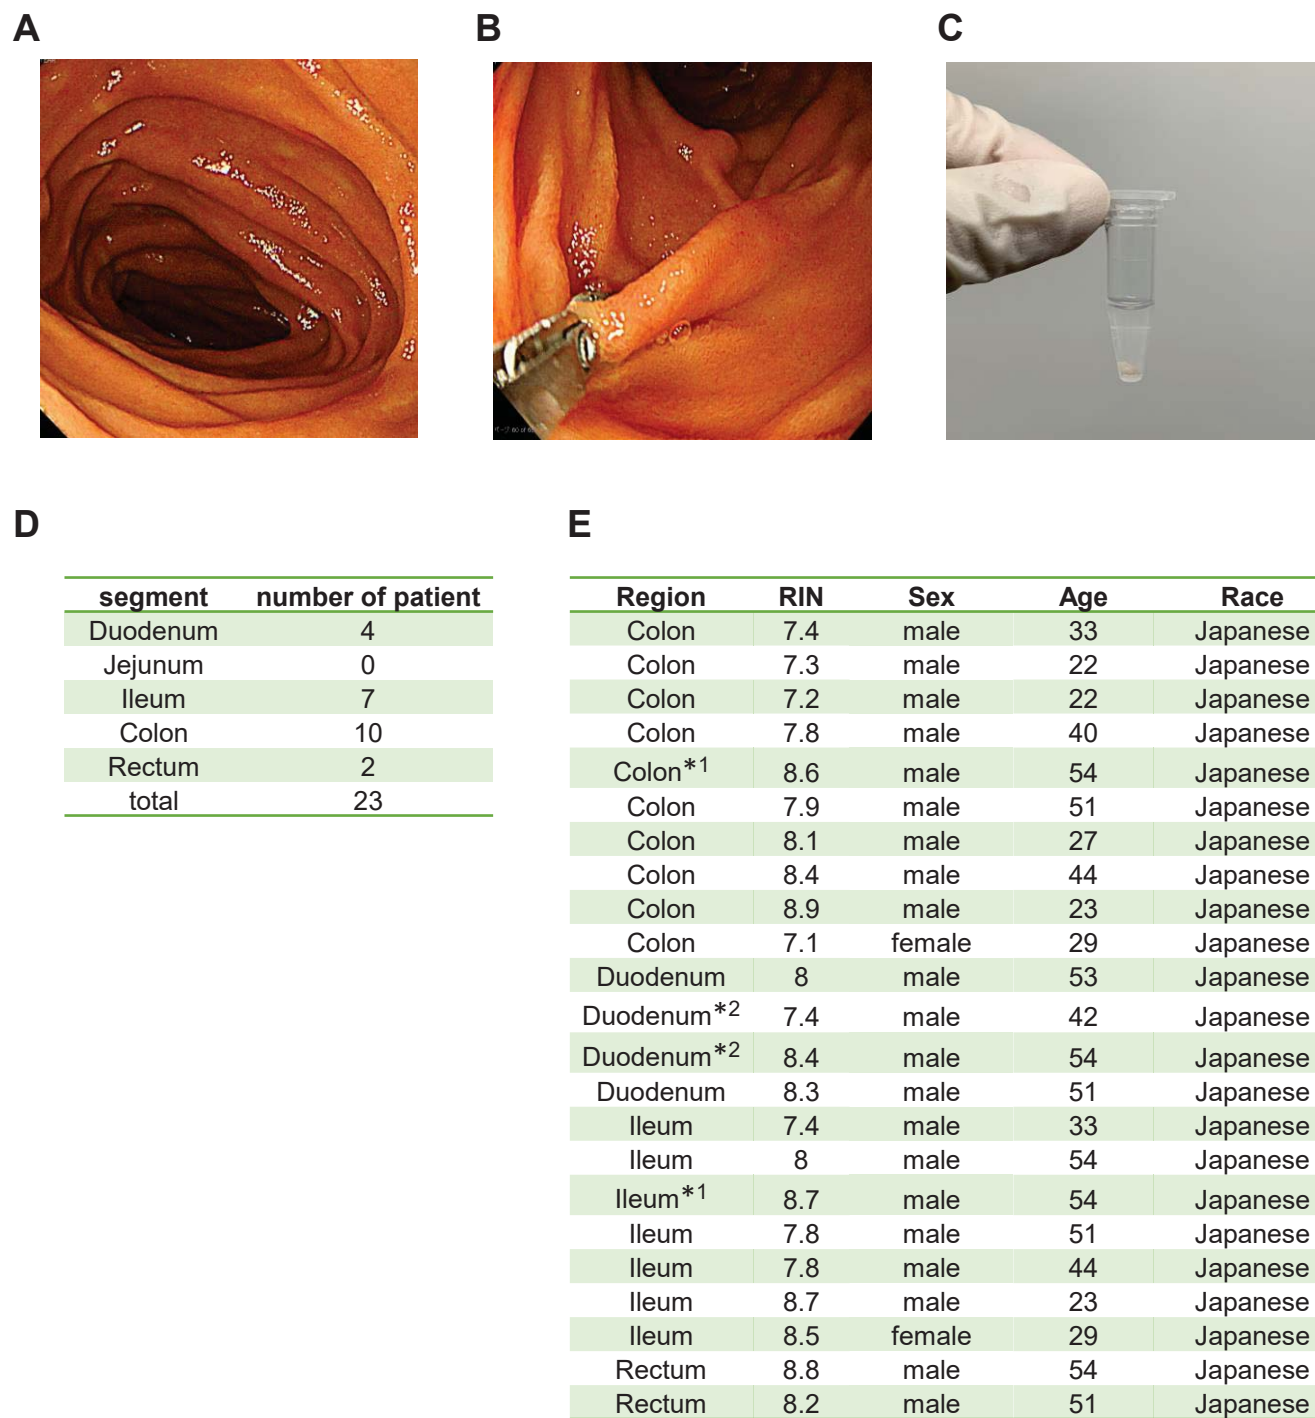 A
B
C
D
segment number of patient
Duodenum 4
Jejunum 0
Ileum 7
Colon 10
Rectum 2
total 23
E
Region RIN Sex Age Race
Colon 7.4 male 33 Japanese
Colon 7.3 male 22 Japanese
Colon 7.2 male 22 Japanese
Colon 7.8 male 40 Japanese
Colon*1 8.6 male 54 Japanese
Colon 7.9 male 51 Japanese
Colon 8.1 male 27 Japanese
Colon 8.4 male 44 Japanese
Colon 8.9 male 23 Japanese
Colon 7.1 female 29 Japanese
Duodenum 8 male 53 Japanese
Duodenum*2 7.4 male 42 Japanese
Duodenum*2 8.4 male 54 Japanese
Duodenum 8.3 male 51 Japanese
Ileum 7.4 male 33 Japanese
Ileum 8 male 54 Japanese
Ileum*1 8.7 male 54 Japanese
Ileum 7.8 male 51 Japanese
Ileum 7.8 male 44 Japanese
Ileum 8.7 male 23 Japanese
Ileum 8.5 female 29 Japanese
Rectum 8.8 male 54 Japanese
Rectum 8.2 male 51 Japanese